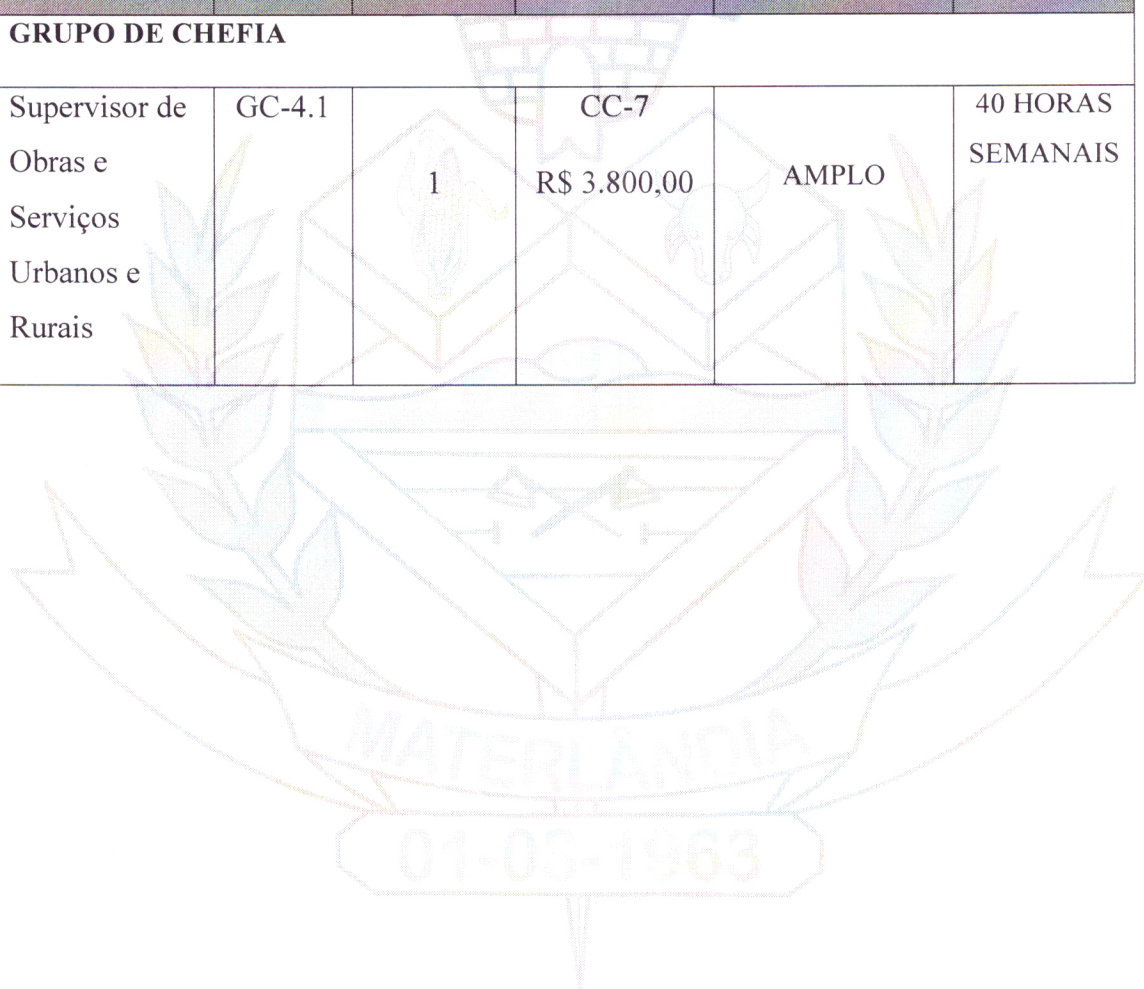 GRUPO DE CHEFIA
Supervisor de
Obras e
Serviços
Urbanos e
Rurais
GC-4.1
1
CC-7
R$ 3.800,00
AMPLO
40 HORAS
SEMANAIS
MATERLÂNDIA
01-03-1963